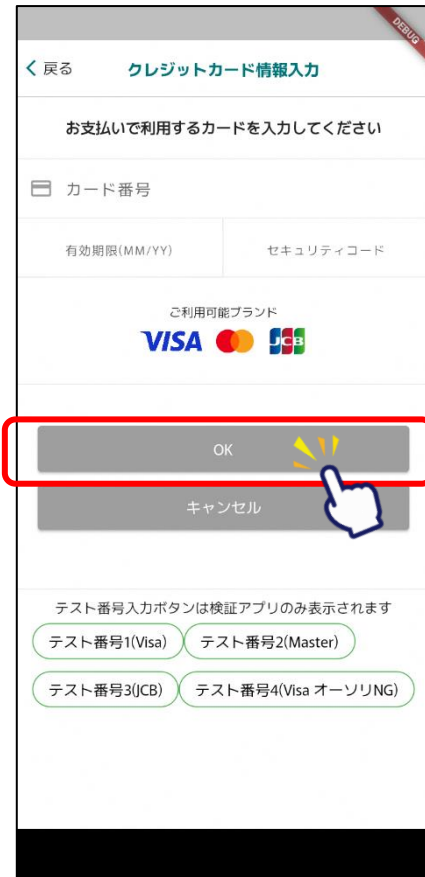 DEBUG
戻る クレジットカード情報入力
お支払いで利用するカードを入力してください
カード番号
有効期限(MM/YY) セキュリティコード
ご利用可能ブランド
VISA JCB
OK
キャンセル
テスト番号入力ボタンは検証アプリのみ表示されます
テスト番号1(Visa) テスト番号2(Master)
テスト番号3(JCB) テスト番号4(Visa オーソリNG)